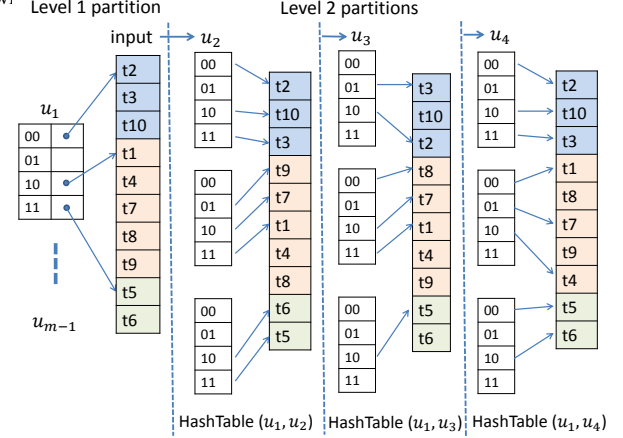 Level 1 partition
Level 2 partitions
input
u₁
00
01
10
11
uₘ₋₁
t2
t3
t10
t1
t4
t7
t8
t9
t5
t6
u₂
00
01
10
11
00
01
10
11
00
01
10
11
t2
t10
t3
t9
t7
t1
t4
t8
t6
t5
HashTable (u₁, u₂)
u₃
00
01
10
11
00
01
10
11
00
01
10
11
t3
t10
t2
t8
t7
t1
t4
t9
t5
t6
HashTable (u₁, u₃)
u₄
00
01
10
11
00
01
10
11
00
01
10
11
t2
t10
t3
t1
t8
t7
t9
t4
t5
t6
HashTable (u₁, u₄)